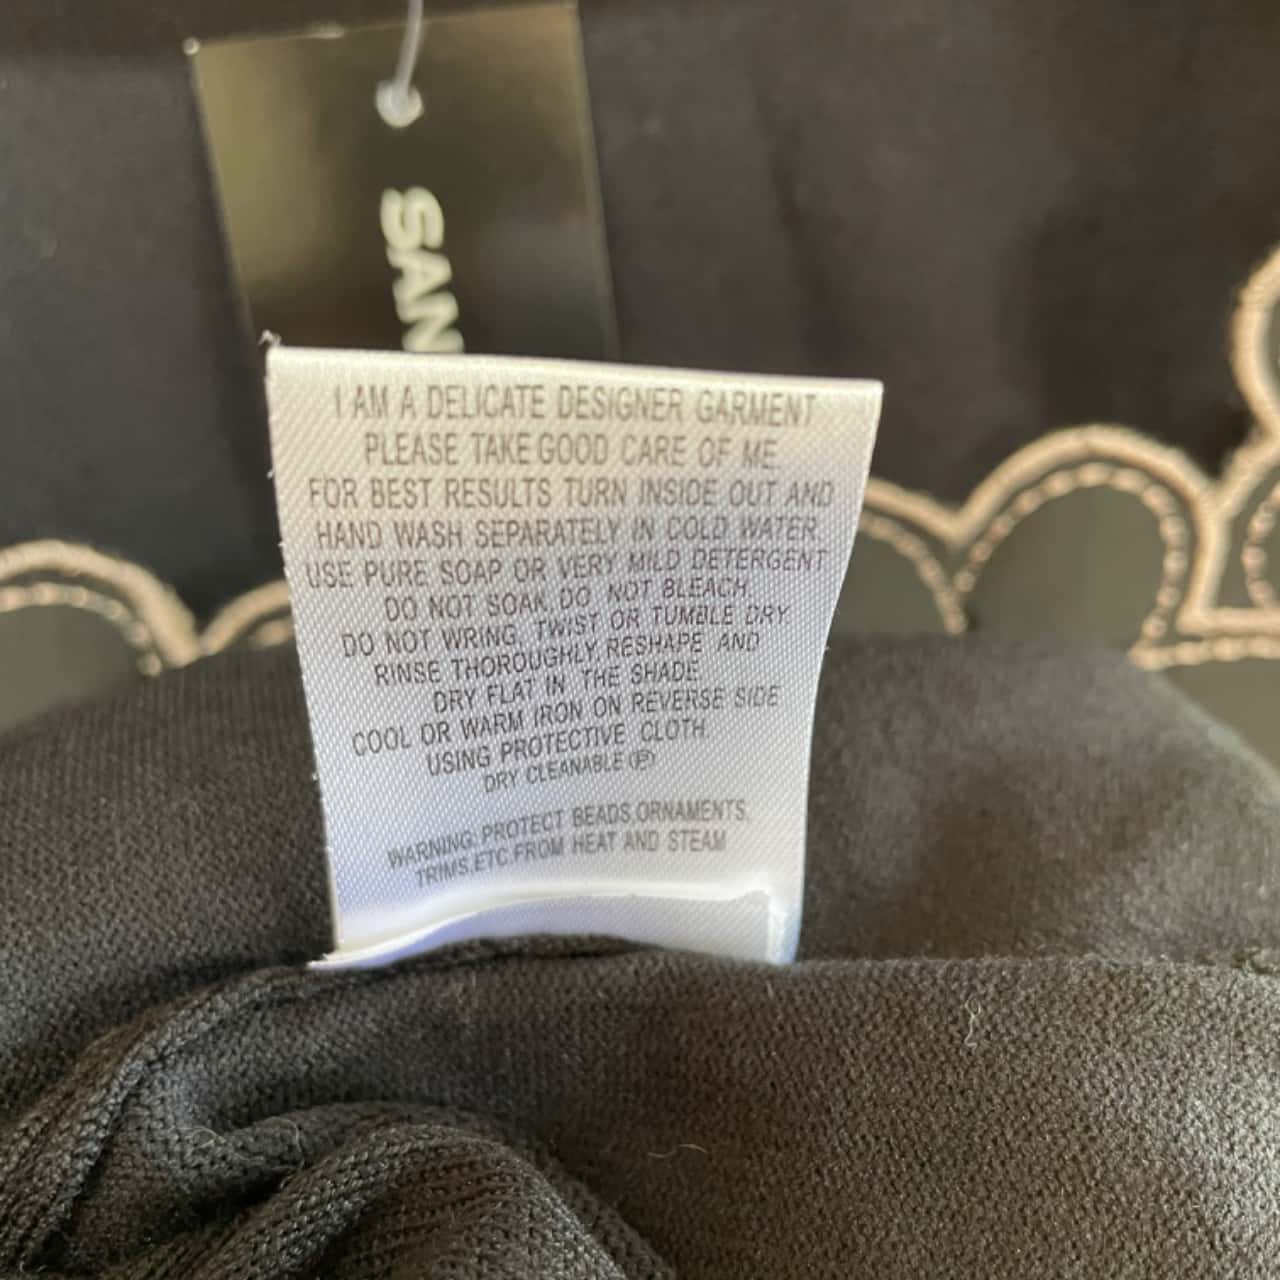 SAN
I AM A DELICATE DESIGNER GARMENT
PLEASE TAKE GOOD CARE OF ME.
FOR BEST RESULTS TURN INSIDE OUT AND
HAND WASH SEPARATELY IN COLD WATER
USE PURE SOAP OR VERY MILD DETERGENT
DO NOT SOAK. DO NOT BLEACH.
DO NOT WRING, TWIST OR TUMBLE DRY
RINSE THOROUGHLY, RESHAPE AND
DRY FLAT IN THE SHADE.
COOL OR WARM IRON ON REVERSE SIDE
USING PROTECTIVE CLOTH.
DRY CLEANABLE Ⓟ
WARNING: PROTECT BEADS,ORNAMENTS,
TRIMS,ETC FROM HEAT AND STEAM